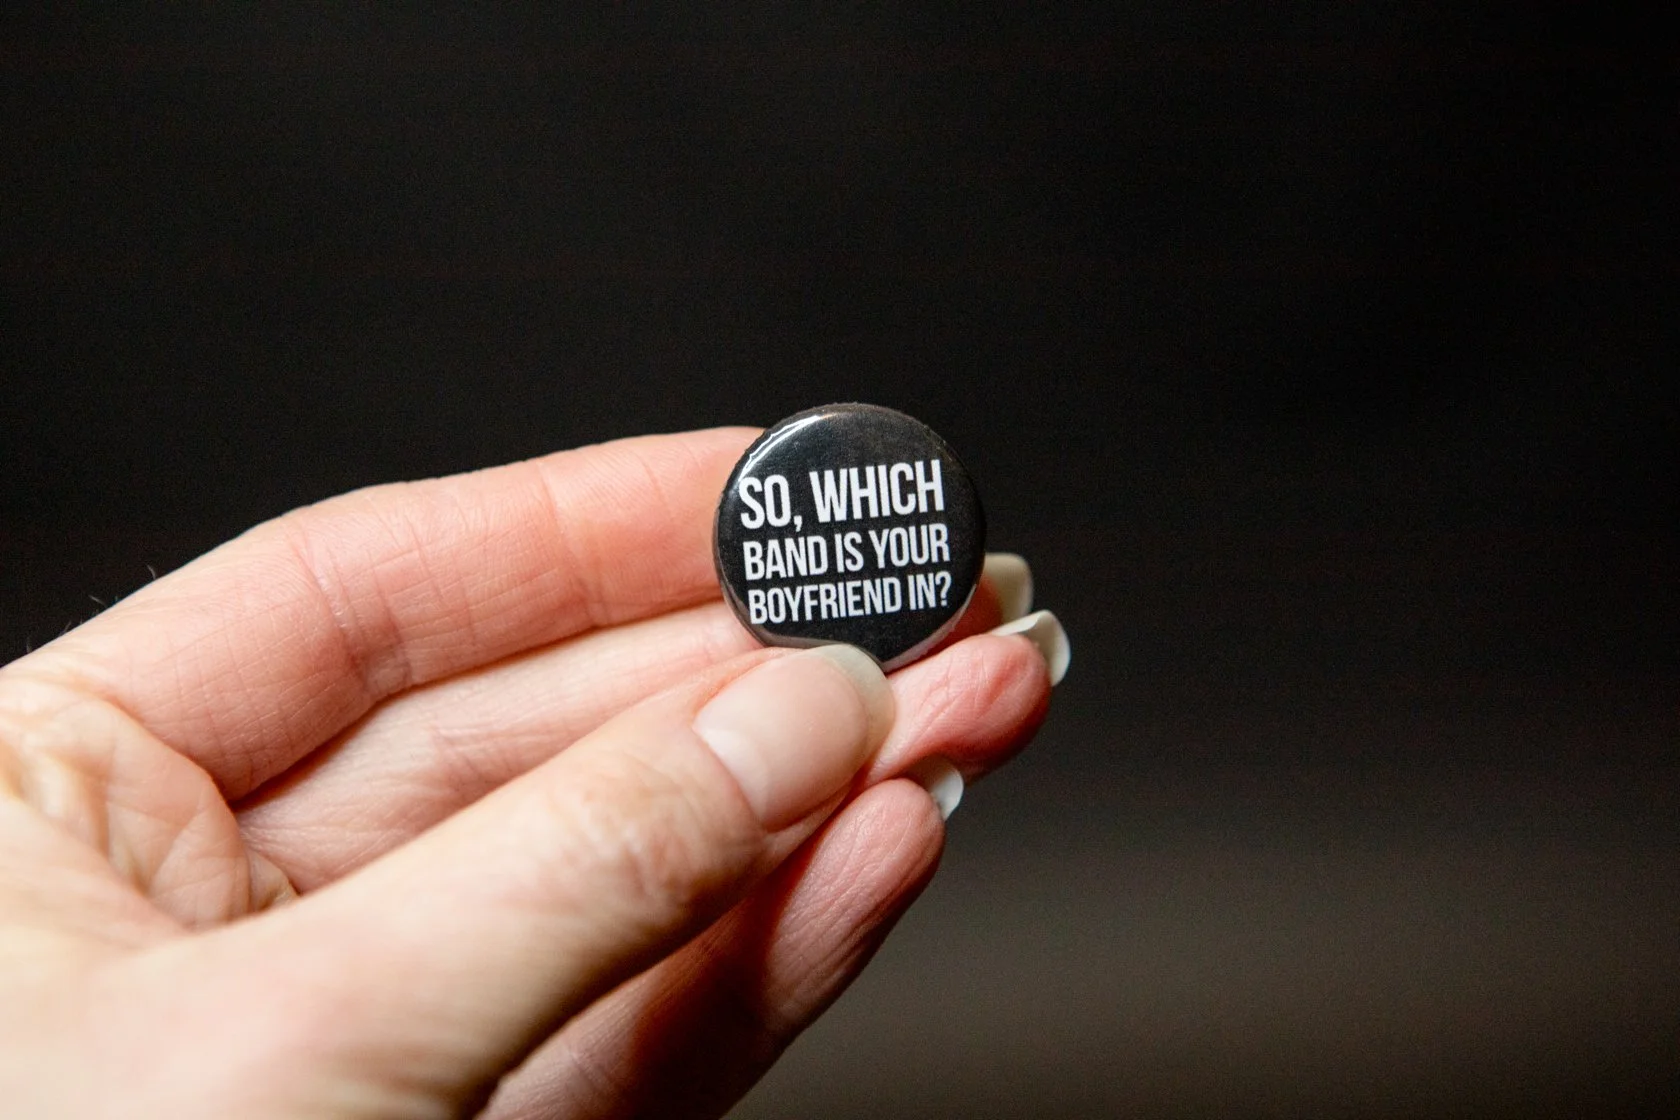 SO, WHICH
BAND IS YOUR
BOYFRIEND IN?